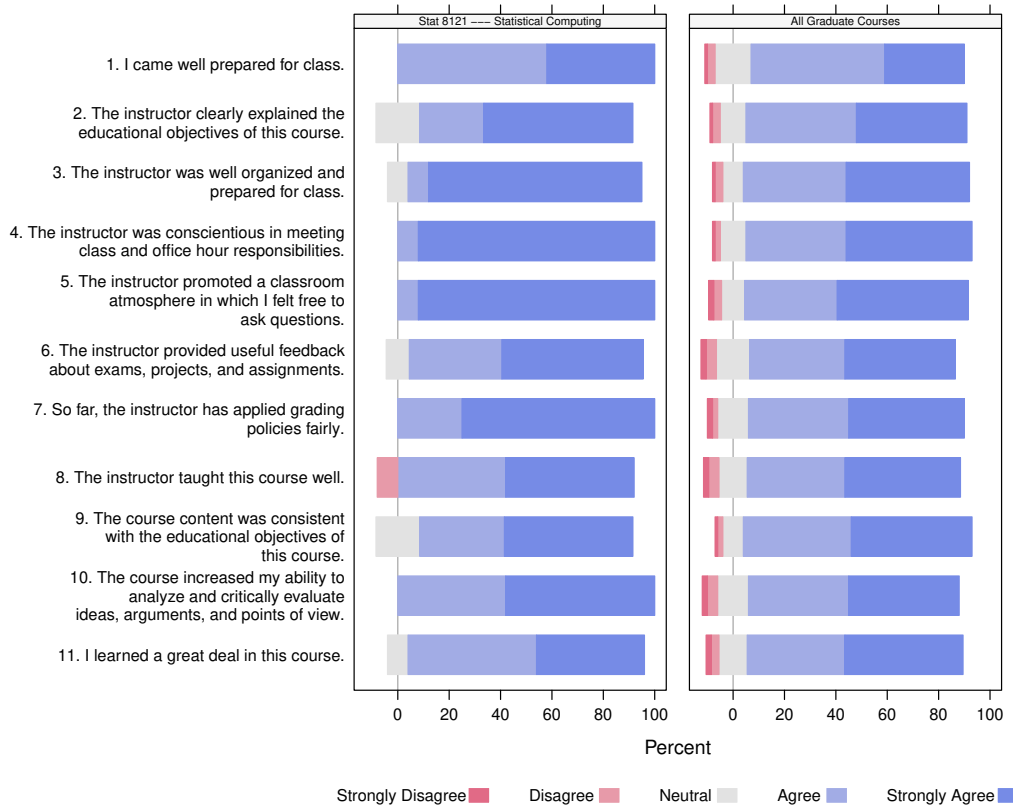 Stat 8121 −−− Statistical Computing
All Graduate Courses
1. I came well prepared for class.
2. The instructor clearly explained the
educational objectives of this course.
3. The instructor was well organized and
prepared for class.
4. The instructor was conscientious in meeting
class and office hour responsibilities.
5. The instructor promoted a classroom
atmosphere in which I felt free to
ask questions.
6. The instructor provided useful feedback
about exams, projects, and assignments.
7. So far, the instructor has applied grading
policies fairly.
8. The instructor taught this course well.
9. The course content was consistent
with the educational objectives of
this course.
10. The course increased my ability to
analyze and critically evaluate
ideas, arguments, and points of view.
11. I learned a great deal in this course.
0 20 40 60 80 100 0 20 40 60 80 100
Percent
Strongly Disagree Disagree Neutral Agree Strongly Agree